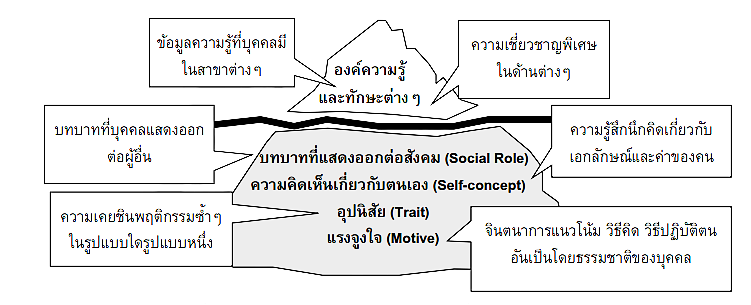 ข้อมูลความรู้ที่บุคคลมี
ในสาขาต่างๆ
องค์ความรู้
และทักษะต่าง ๆ
ความเชี่ยวชาญพิเศษ
ในด้านต่างๆ
บทบาทที่บุคคลแสดงออก
ต่อผู้อื่น
ความรู้สึกนึกคิดเกี่ยวกับ
เอกลักษณ์และค่าของคน
บทบาทที่แสดงออกต่อสังคม (Social Role)
ความคิดเห็นเกี่ยวกับตนเอง (Self-concept)
อุปนิสัย (Trait)
แรงจูงใจ (Motive)
ความเคยชินพฤติกรรมซ้ำๆ
ในรูปแบบใดรูปแบบหนึ่ง
จินตนาการแนวโน้ม วิธีคิด วิธีปฏิบัติตน
อันเป็นโดยธรรมชาติของบุคคล